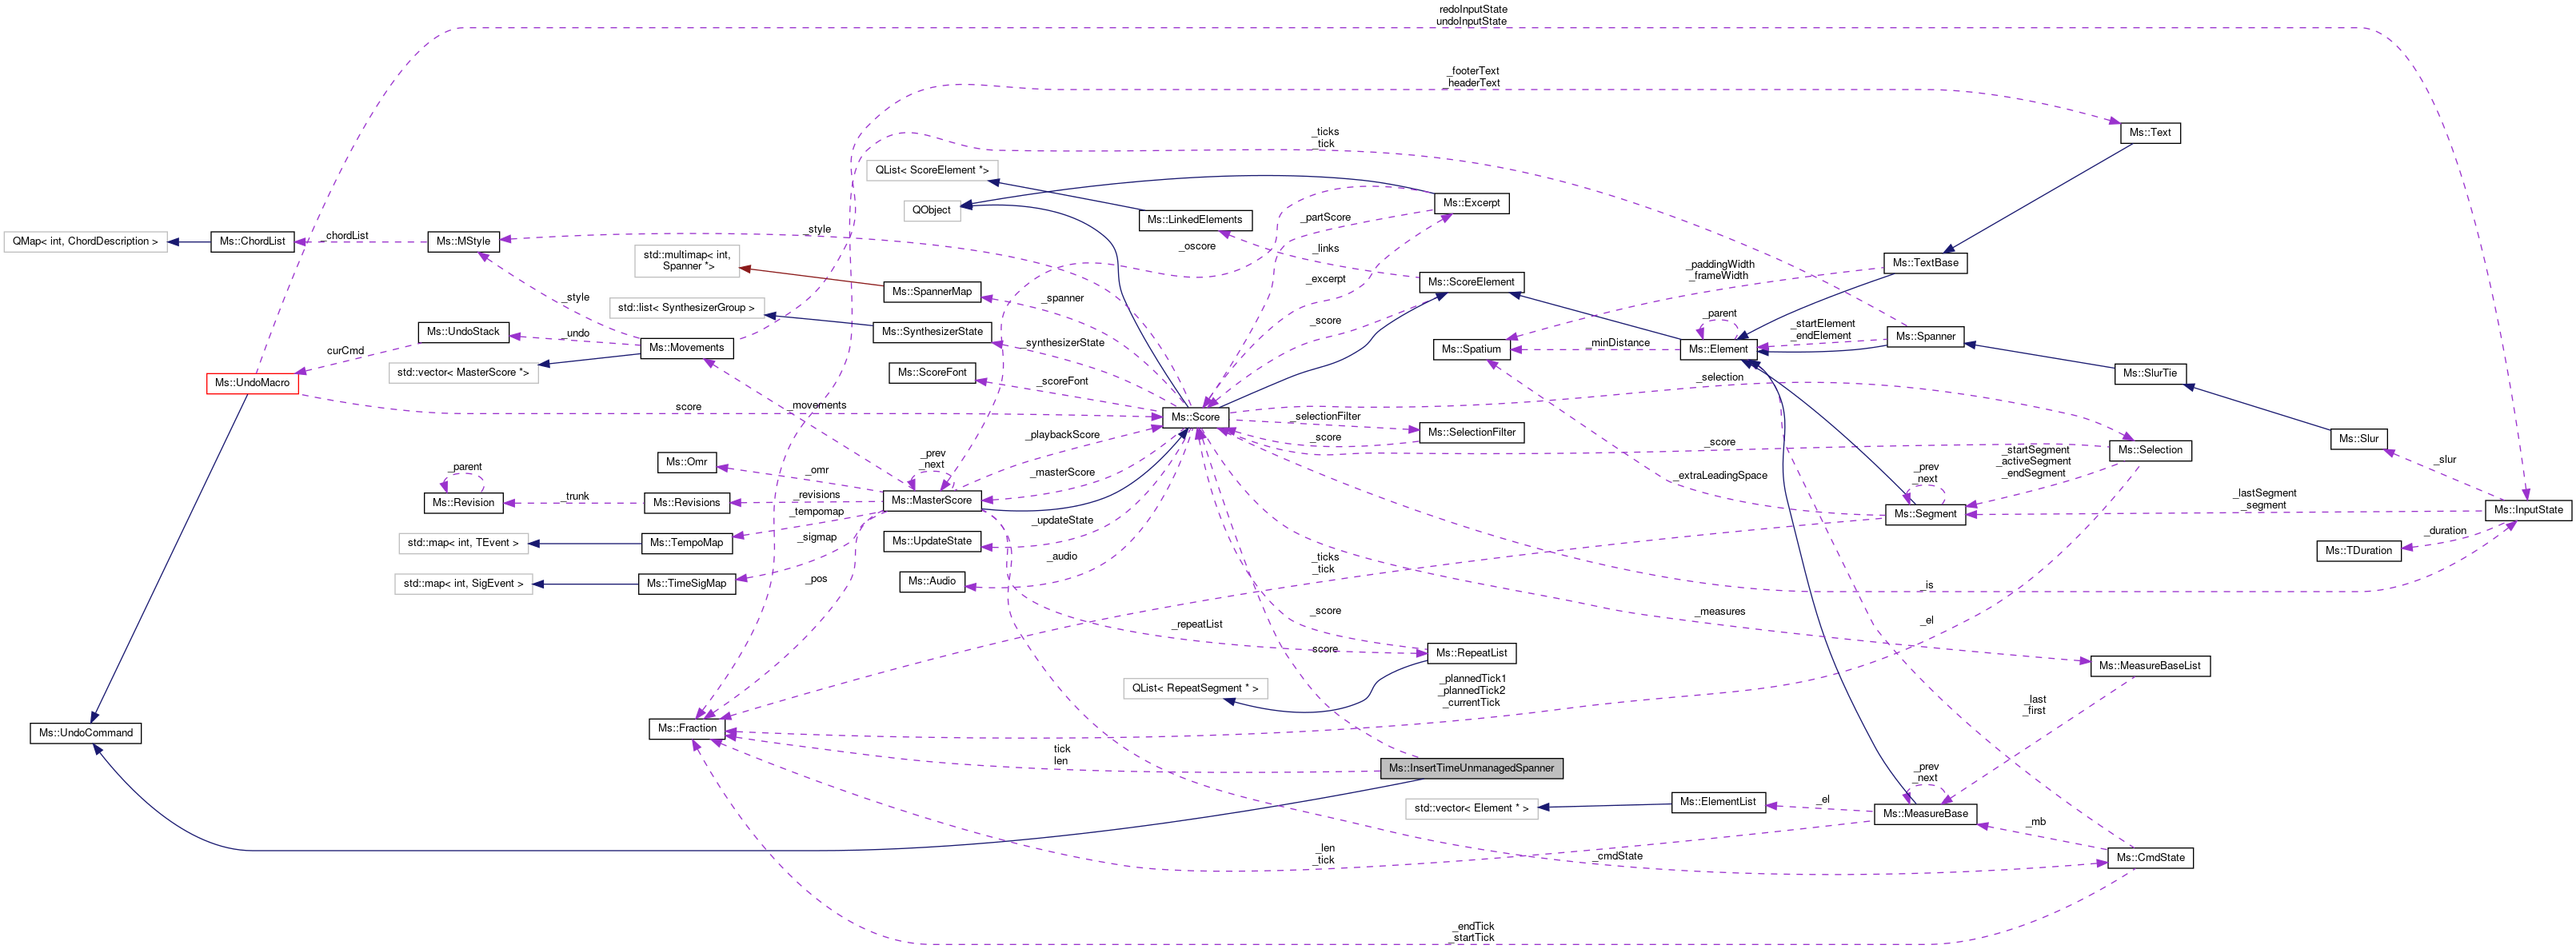 redoInputState
undoInputState
_footerText
_headerText
Ms::Text
_ticks
_tick
QList< ScoreElement *>
Ms::Excerpt
QObject
Ms::LinkedElements
_partScore
_style
QMap< int, ChordDescription >
Ms::ChordList
_chordList
Ms::MStyle
_oscore
_links
std::multimap< int,
Spanner *>
Ms::TextBase
_paddingWidth
_frameWidth
_excerpt
Ms::ScoreElement
Ms::SpannerMap
_spanner
_style
std::list< SynthesizerGroup >
_parent
_score
_startElement
_endElement
Ms::UndoStack
_undo
Ms::SynthesizerState
_synthesizerState
Ms::Spanner
curCmd
Ms::Movements
Ms::Spatium
_minDistance
Ms::Element
std::vector< MasterScore *>
Ms::ScoreFont
_scoreFont
Ms::SlurTie
Ms::UndoMacro
_selection
score
_movements
Ms::Score
_selectionFilter
Ms::SelectionFilter
_playbackScore
_score
_score
Ms::Slur
Ms::Selection
_startSegment
_activeSegment
_endSegment
_prev
_next
Ms::Omr
_omr
_masterScore
_parent
_slur
_extraLeadingSpace
_prev
_next
Ms::Revision
_trunk
Ms::Revisions
_revisions
Ms::MasterScore
_lastSegment
_segment
Ms::InputState
Ms::Segment
_tempomap
_updateState
std::map< int, TEvent >
Ms::TempoMap
_sigmap
Ms::UpdateState
_duration
Ms::TDuration
_audio
_ticks
_tick
std::map< int, SigEvent >
Ms::TimeSigMap
_pos
Ms::Audio
_is
_score
_measures
_repeatList
_el
score
Ms::RepeatList
Ms::MeasureBaseList
QList< RepeatSegment * >
_plannedTick1
_plannedTick2
_currentTick
_last
_first
Ms::UndoCommand
Ms::Fraction
tick
len
Ms::InsertTimeUnmanagedSpanner
_prev
_next
std::vector< Element * >
Ms::ElementList
_el
Ms::MeasureBase
_mb
_len
_tick
_cmdState
Ms::CmdState
_endTick
_startTick